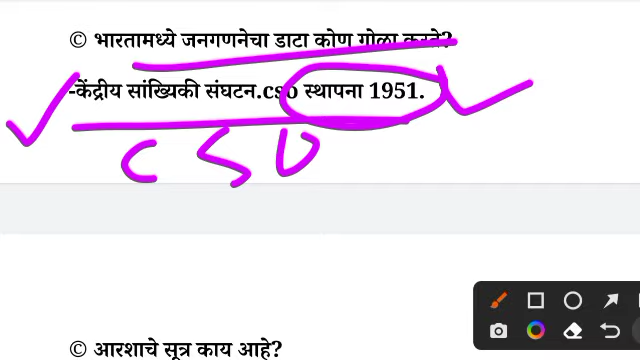 © भारतामध्ये जनगणनेचा डाटा कोण गोळा करते?
-केंद्रीय सांख्यिकी संघटन.cso स्थापना 1951.
CSO
© आरशाचे सूत्र काय आहे?